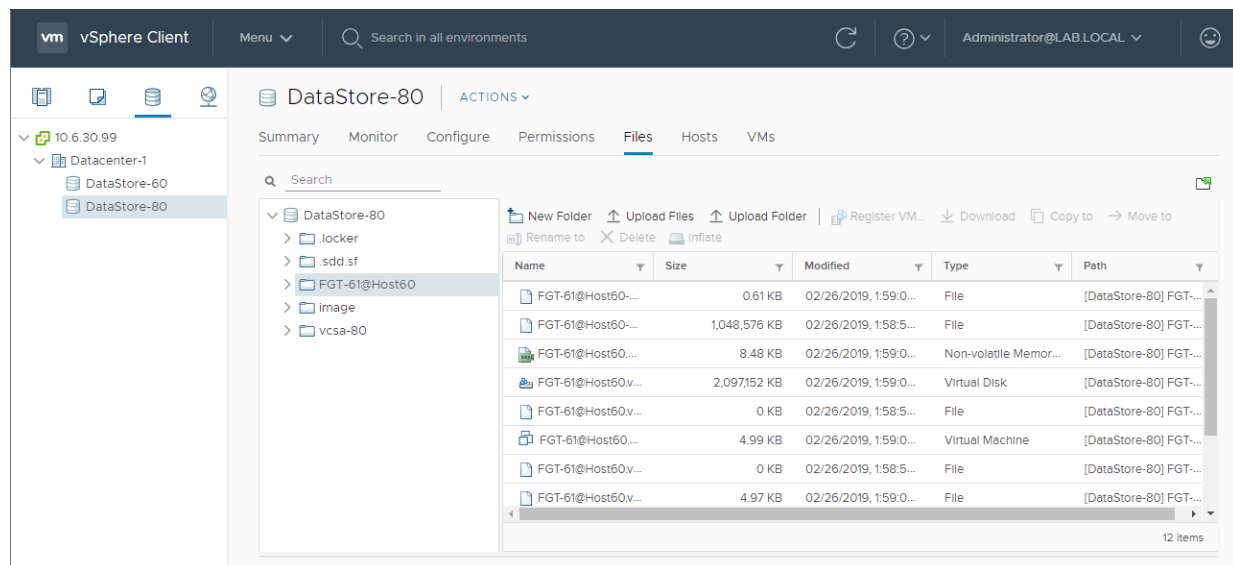 vm vSphere Client Menu Search in all environments Administrator@LAB.LOCAL
DataStore-80 ACTIONS
Summary Monitor Configure Permissions Files Hosts VMs
10.6.30.99
Datacenter-1
DataStore-60
DataStore-80
Search
DataStore-80
.locker
.sdd.sf
FGT-61@Host60
image
vcsa-80
New Folder Upload Files Upload Folder Register VM... Download Copy to Move to
Rename to Delete Inflate
Name Size Modified Type Path
FGT-61@Host60-... 0.61 KB 02/26/2019, 1:59:0... File [DataStore-80] FGT-...
FGT-61@Host60-... 1,048,576 KB 02/26/2019, 1:58:5... File [DataStore-80] FGT-...
FGT-61@Host60.... 8.48 KB 02/26/2019, 1:59:0... Non-volatile Memor... [DataStore-80] FGT-...
FGT-61@Host60.v... 2,097,152 KB 02/26/2019, 1:59:0... Virtual Disk [DataStore-80] FGT-...
FGT-61@Host60.v... 0 KB 02/26/2019, 1:58:5... File [DataStore-80] FGT-...
FGT-61@Host60.... 4.99 KB 02/26/2019, 1:59:0... Virtual Machine [DataStore-80] FGT-...
FGT-61@Host60.v... 0 KB 02/26/2019, 1:58:5... File [DataStore-80] FGT-...
FGT-61@Host60.v... 4.97 KB 02/26/2019, 1:59:0... File [DataStore-80] FGT-...
12 items